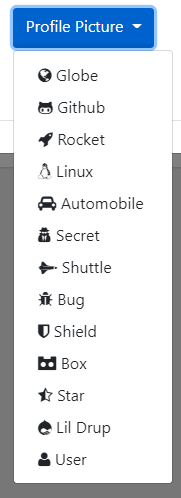 Profile Picture
Globe
Github
Rocket
Linux
Automobile
Secret
Shuttle
Bug
Shield
Box
Star
Lil Drup
User